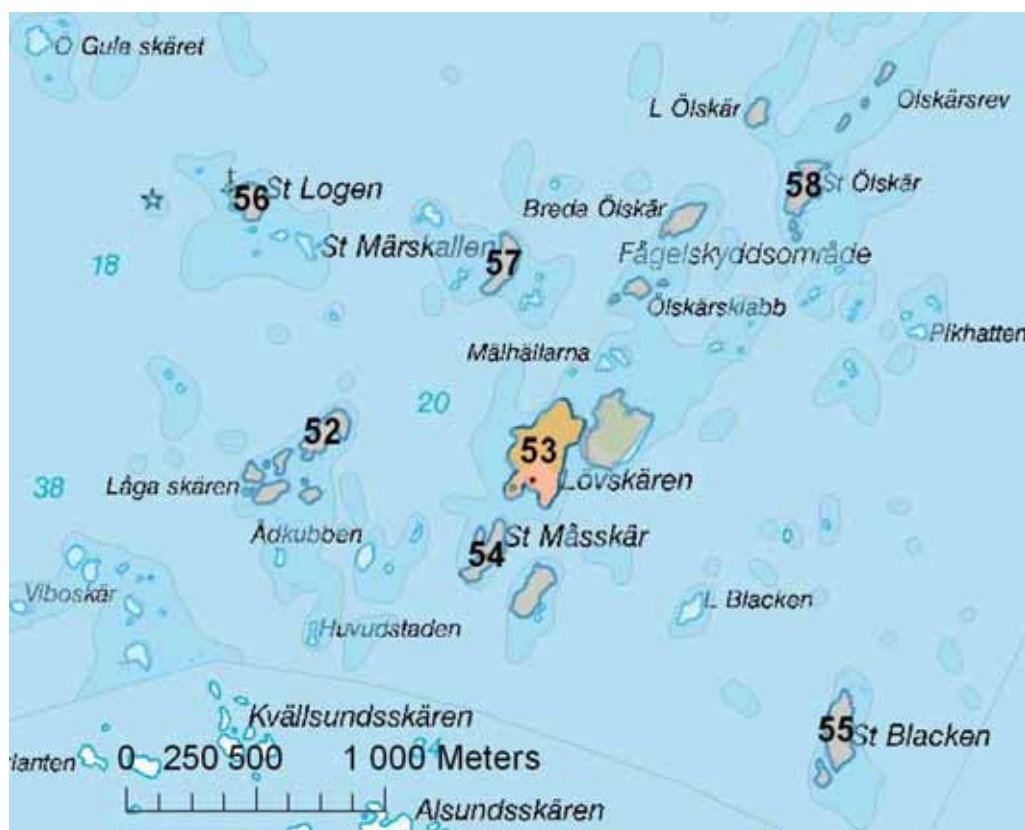 Ö Gula skäret
L Ölskär
Ölskärsrev
56
St Logen
58
St Ölskär
Breda Ölskär
St Märskallen
57
Fågelskyddsområde
18
Ölskärsklabb
Pikhatten
Mälhällarna
20
52
53
Låga skären
Lövskären
38
Ådkubben
54
St Måsskär
Viboskär
L Blacken
Huvudstaden
Kvällsundsskären
55
St Blacken
rlanten
0 250 500 1 000 Meters
Alsundsskären